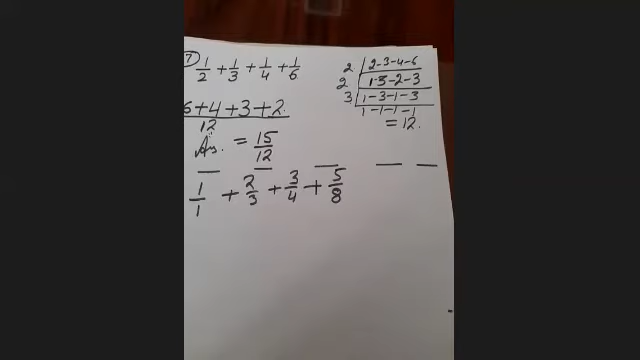 7) 1/2 + 1/3 + 1/4 + 1/6
6+4+3+2
12
Ans. = 15/12
2 | 2-3-4-6
2 | 1-3-2-3
3 | 1-3-1-3
1-1-1-1
= 12.
1/1 + 2/3 + 3/4 + 5/8